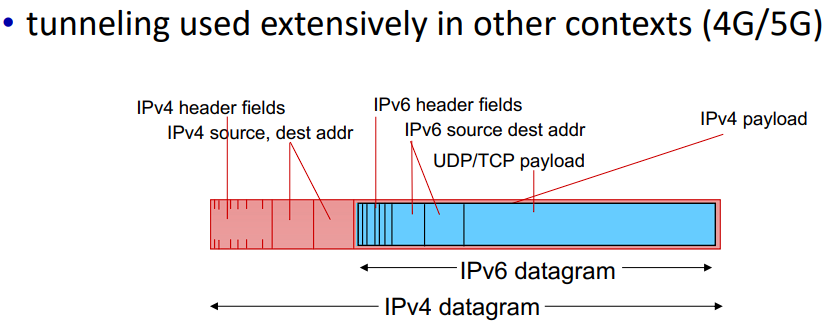 • tunneling used extensively in other contexts (4G/5G)
IPv4 header fields
IPv6 header fields
IPv4 payload
IPv4 source, dest addr
IPv6 source dest addr
UDP/TCP payload
IPv6 datagram
IPv4 datagram